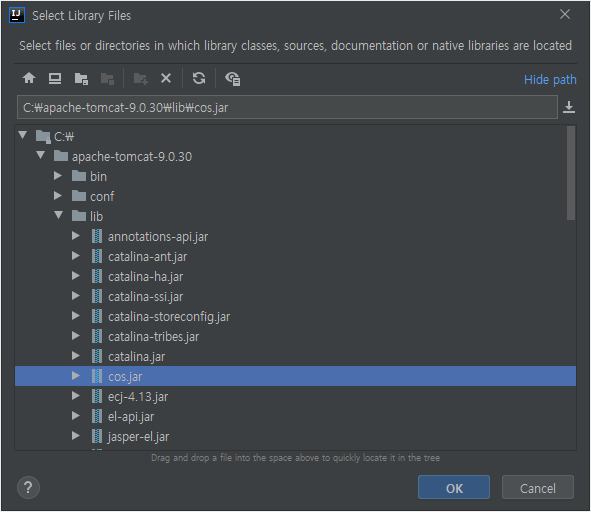 IJ
Select Library Files
Select files or directories in which library classes, sources, documentation or native libraries are located
Hide path
C:₩apache-tomcat-9.0.30₩lib₩cos.jar
C:₩
apache-tomcat-9.0.30
bin
conf
lib
annotations-api.jar
catalina-ant.jar
catalina-ha.jar
catalina-ssi.jar
catalina-storeconfig.jar
catalina-tribes.jar
catalina.jar
cos.jar
ecj-4.13.jar
el-api.jar
jasper-el.jar
Drag and drop a file into the space above to quickly locate it in the tree
?
OK
Cancel